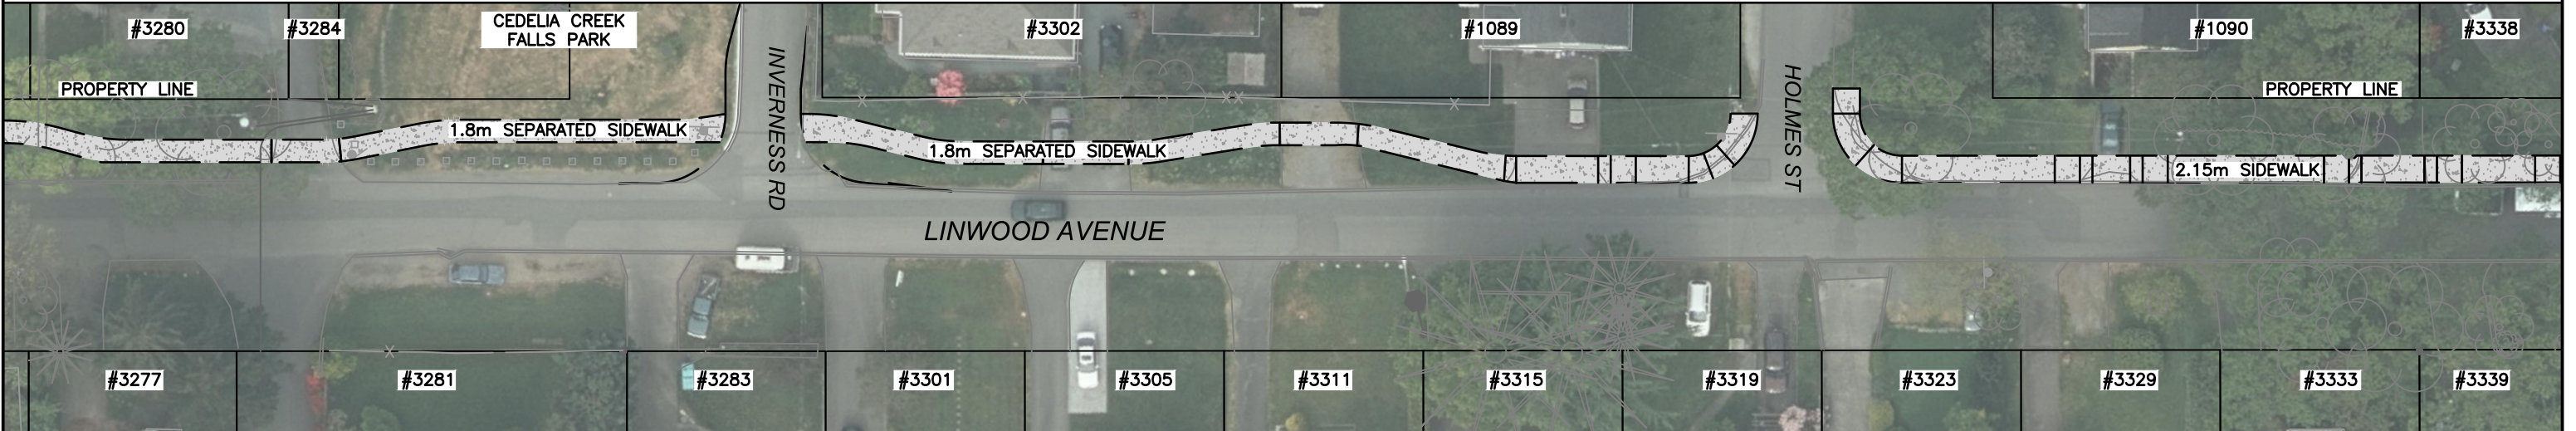 #3280
#3284
CEDELIA CREEK
FALLS PARK
#3302
#1089
#1090
#3338
PROPERTY LINE
PROPERTY LINE
INVERNESS RD
HOLMES ST
1.8m SEPARATED SIDEWALK
1.8m SEPARATED SIDEWALK
2.15m SIDEWALK
LINWOOD AVENUE
#3277
#3281
#3283
#3301
#3305
#3311
#3315
#3319
#3323
#3329
#3333
#3339